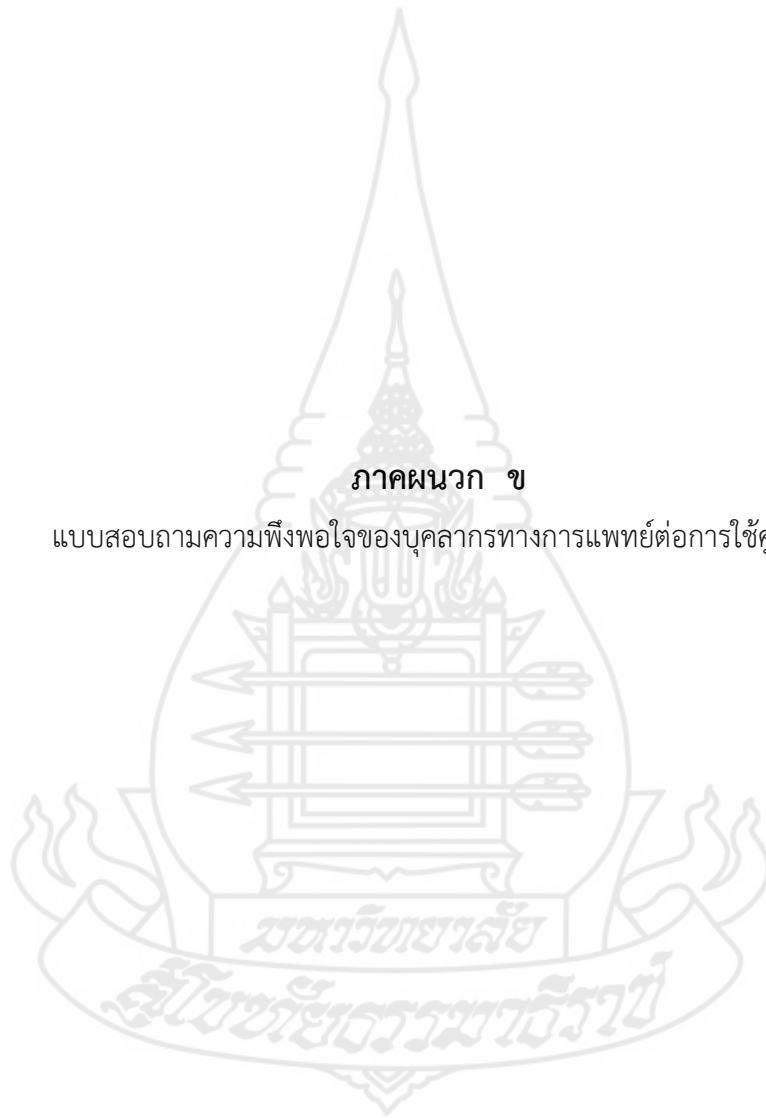 ภาคผนวก ข
แบบสอบถามความพึงพอใจของบุคลากรทางการแพทย์ต่อการใช้
มหาวิทยาลัย
สุโขทัยธรรมาธิราช